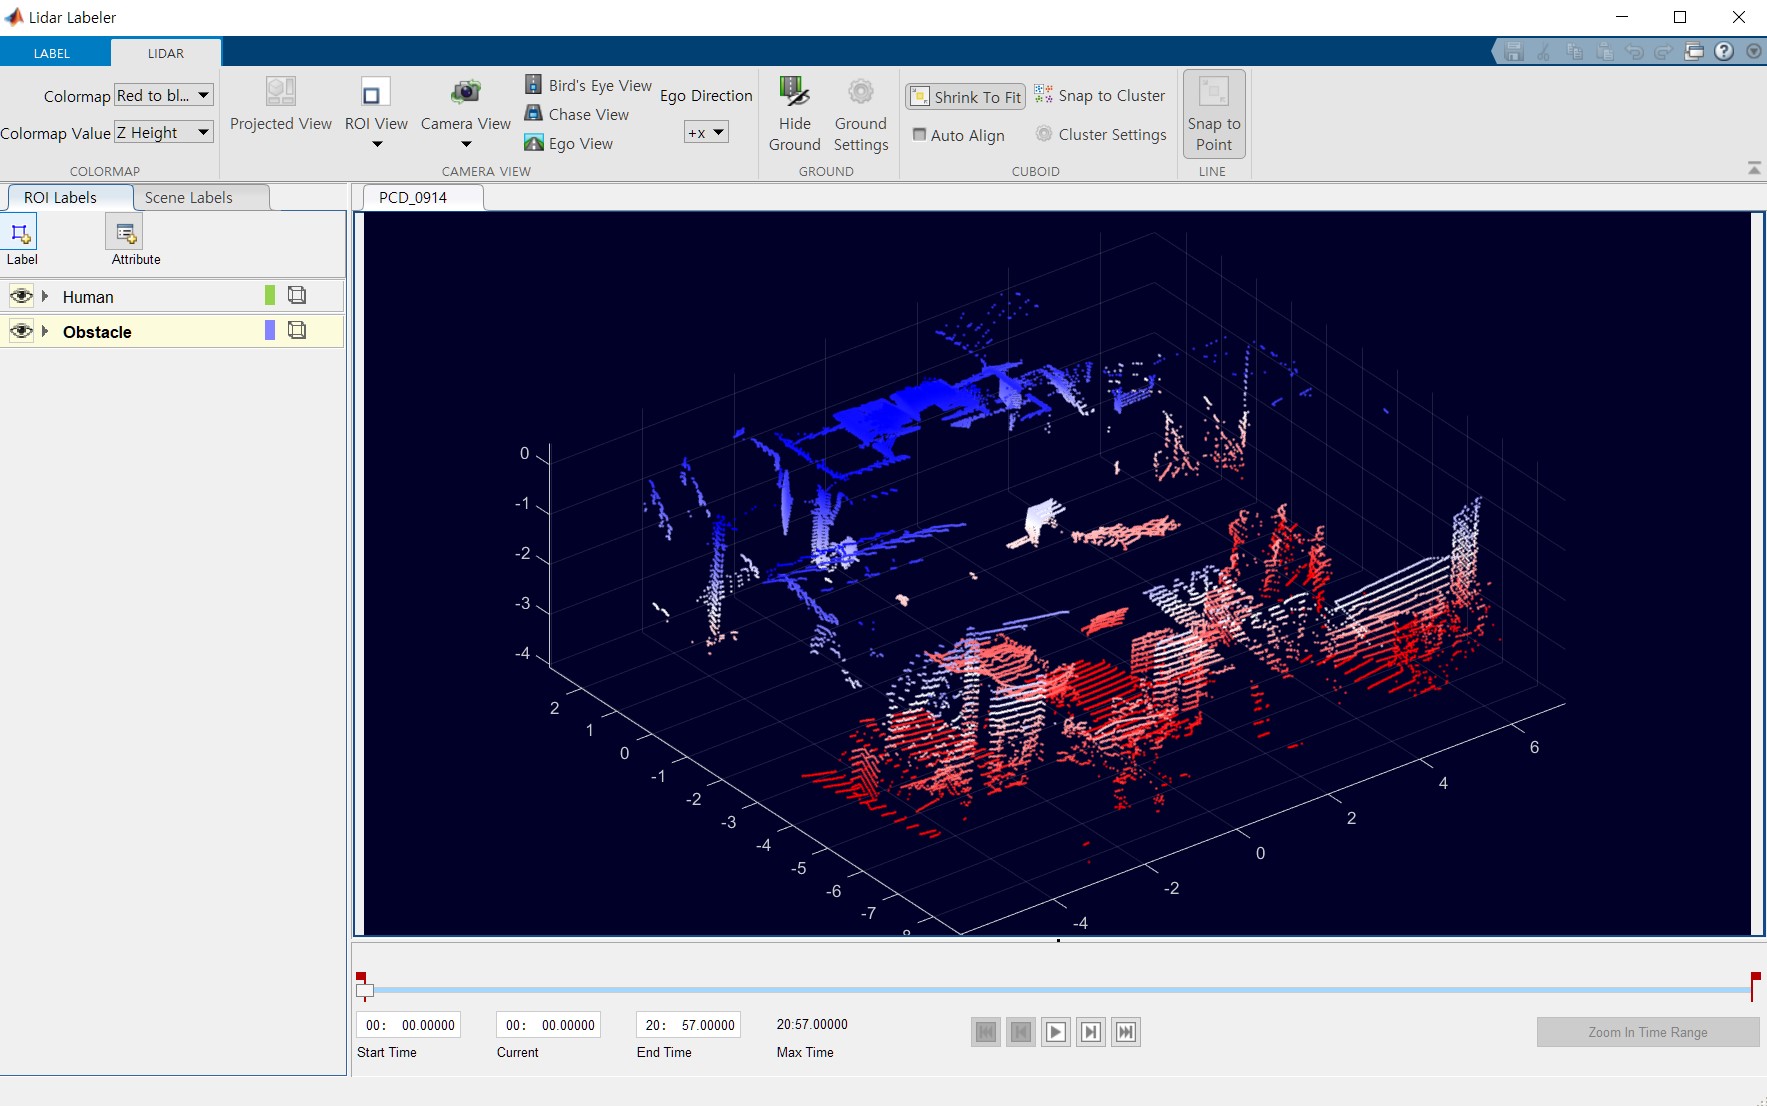 Lidar Labeler
LABEL
LIDAR
Colormap Red to bl...
Colormap Value Z Height
COLORMAP
Projected View
ROI View
Camera View
Bird's Eye View
Chase View
Ego View
Ego Direction
+x
CAMERA VIEW
Hide Ground
Ground Settings
GROUND
Shrink To Fit
Snap to Cluster
Auto Align
Cluster Settings
CUBOID
Snap to Point
LINE
ROI Labels
Scene Labels
PCD_0914
Label
Attribute
Human
Obstacle
0
-1
-2
-3
-4
2
1
0
-1
-2
-3
-4
-5
-6
-7
-4
-2
0
2
4
6
00: 00.00000
00: 00.00000
20: 57.00000
20:57.00000
Start Time
Current
End Time
Max Time
Zoom In Time Range